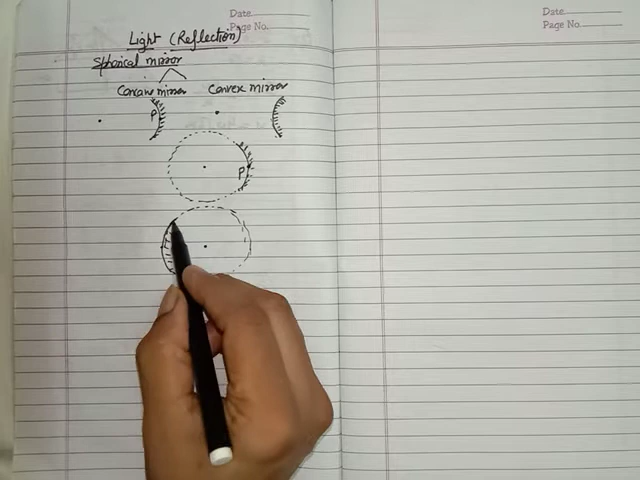 Date
Page No.
Date
Page No.
Light (Reflection)
Spherical mirror
Concave mirror Convex mirror
P
P